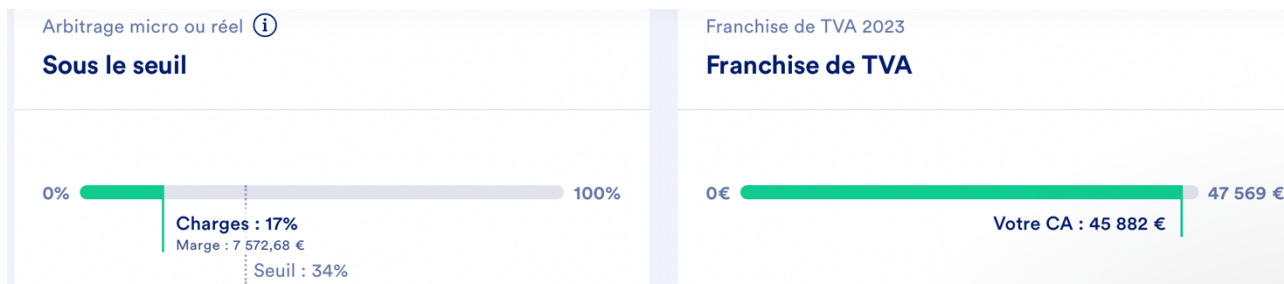 Arbitrage micro ou réel i
Sous le seuil
0%
100%
Charges : 17%
Marge : 7 572,68 €
Seuil : 34%
Franchise de TVA 2023
Franchise de TVA
0€
47 569 €
Votre CA : 45 882 €